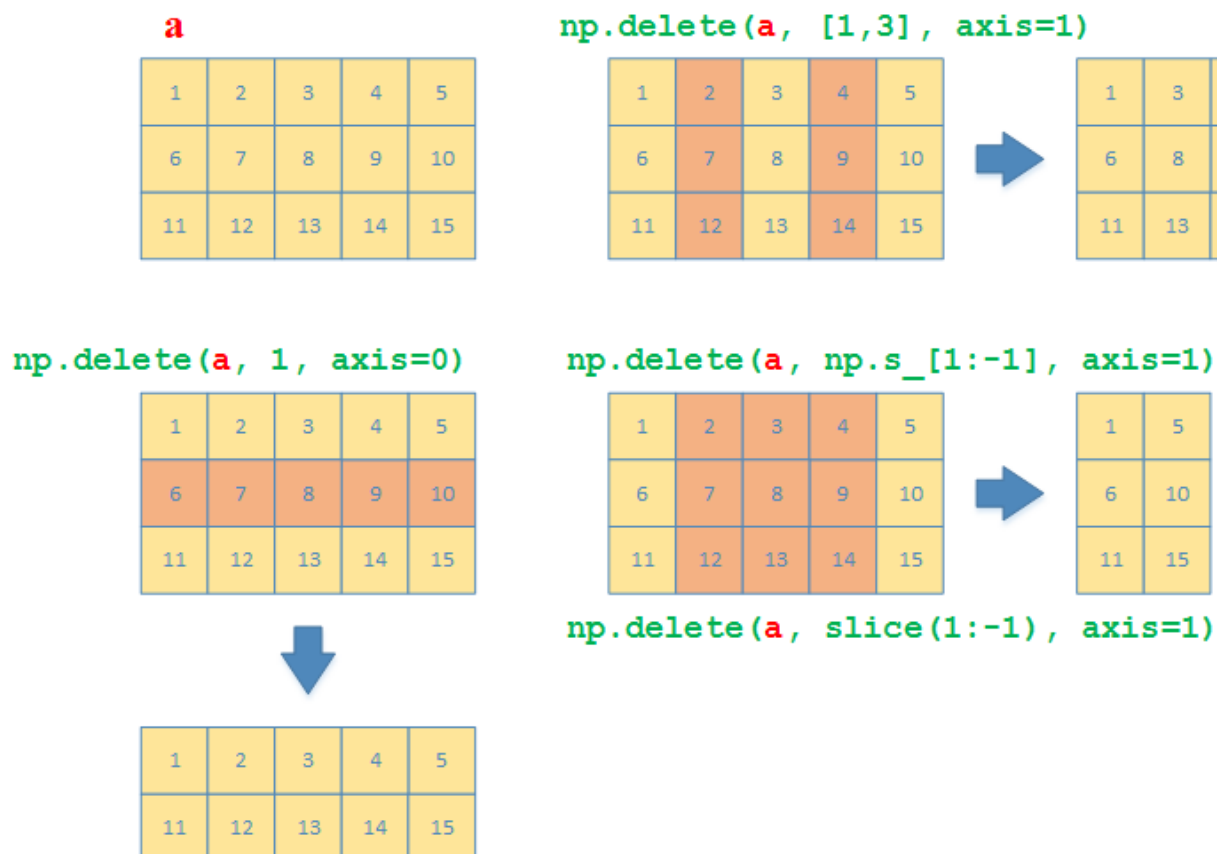 a
1 2 3 4 5
6 7 8 9 10
11 12 13 14 15
np.delete(a, [1,3], axis=1)
1 2 3 4 5
6 7 8 9 10
11 12 13 14 15
1 3
6 8
11 13
np.delete(a, 1, axis=0)
1 2 3 4 5
6 7 8 9 10
11 12 13 14 15
1 2 3 4 5
11 12 13 14 15
np.delete(a, np.s_[1:-1], axis=1)
1 2 3 4 5
6 7 8 9 10
11 12 13 14 15
1 5
6 10
11 15
np.delete(a, slice(1:-1), axis=1)